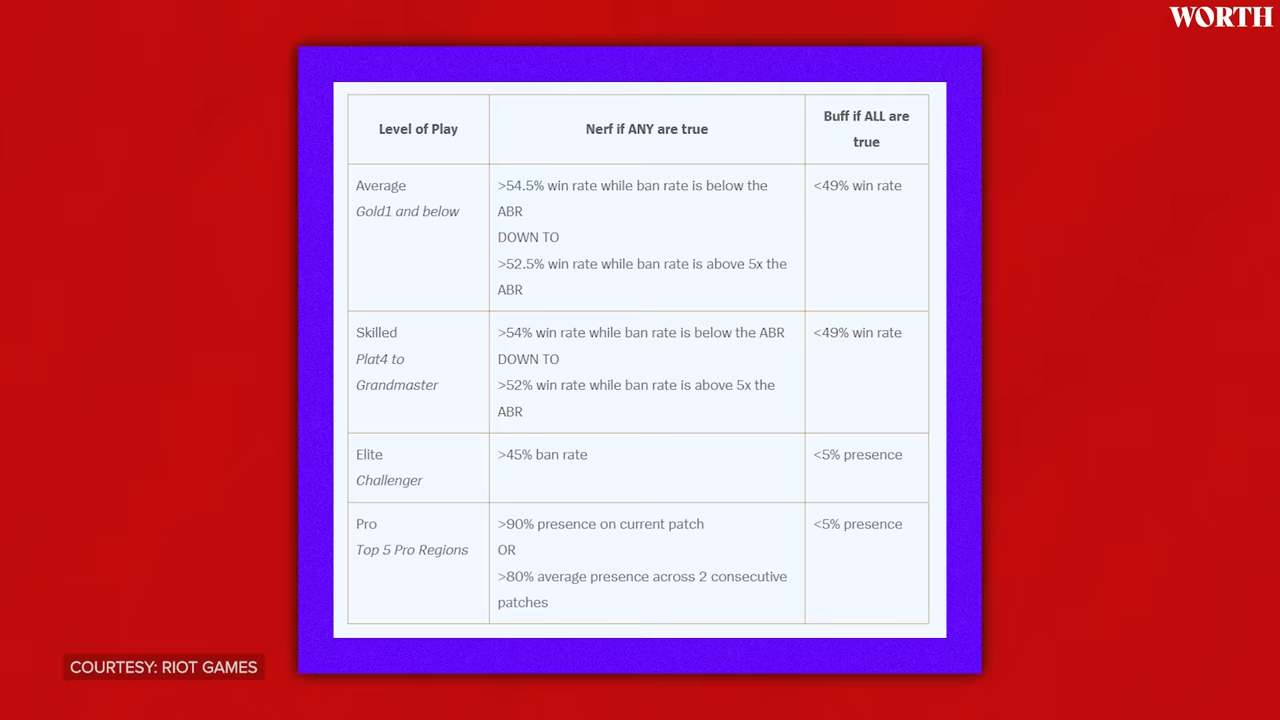 WORTH
Level of Play
Nerf if ANY are true
Buff if ALL are
true
Average
Gold1 and below
>54.5% win rate while ban rate is below the
ABR
DOWN TO
>52.5% win rate while ban rate is above 5x the
ABR
<49% win rate
Skilled
Plat4 to
Grandmaster
>54% win rate while ban rate is below the ABR
DOWN TO
>52% win rate while ban rate is above 5x the
ABR
<49% win rate
Elite
Challenger
>45% ban rate
<5% presence
Pro
Top 5 Pro Regions
>90% presence on current patch
OR
>80% average presence across 2 consecutive
patches
<5% presence
COURTESY: RIOT GAMES